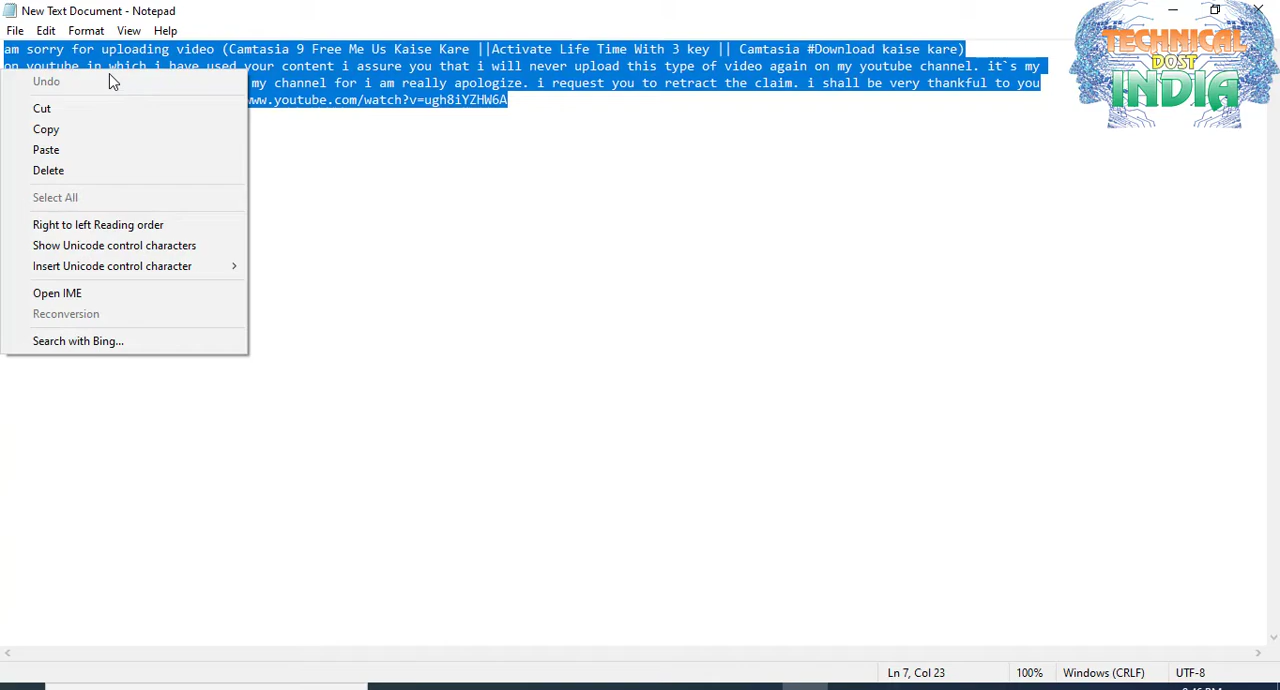 New Text Document - Notepad
File Edit Format View Help
am sorry for uploading video (Camtasia 9 Free Me Us Kaise Kare ||Activate Life Time With 3 key || Camtasia #Download kaise kare)
on youtube in which i have used your content i assure you that i will never upload this type of video again on my youtube channel. it`s my
my channel for i am really apologize. i request you to retract the claim. i shall be very thankful to you
www.youtube.com/watch?v=ugh8iYZHW6A
Undo
Cut
Copy
Paste
Delete
Select All
Right to left Reading order
Show Unicode control characters
Insert Unicode control character
Open IME
Reconversion
Search with Bing...
TECHNICAL
DOST
INDIA
Ln 7, Col 23 100% Windows (CRLF) UTF-8